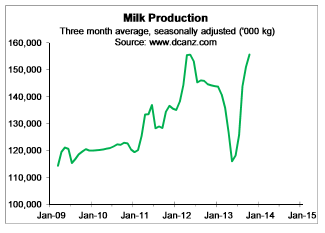 Milk Production
Three month average, seasonally adjusted ('000 kg)
Source: www.dcanz.com
160,000
150,000
140,000
130,000
120,000
110,000
100,000
Jan-09 Jan-10 Jan-11 Jan-12 Jan-13 Jan-14 Jan-15